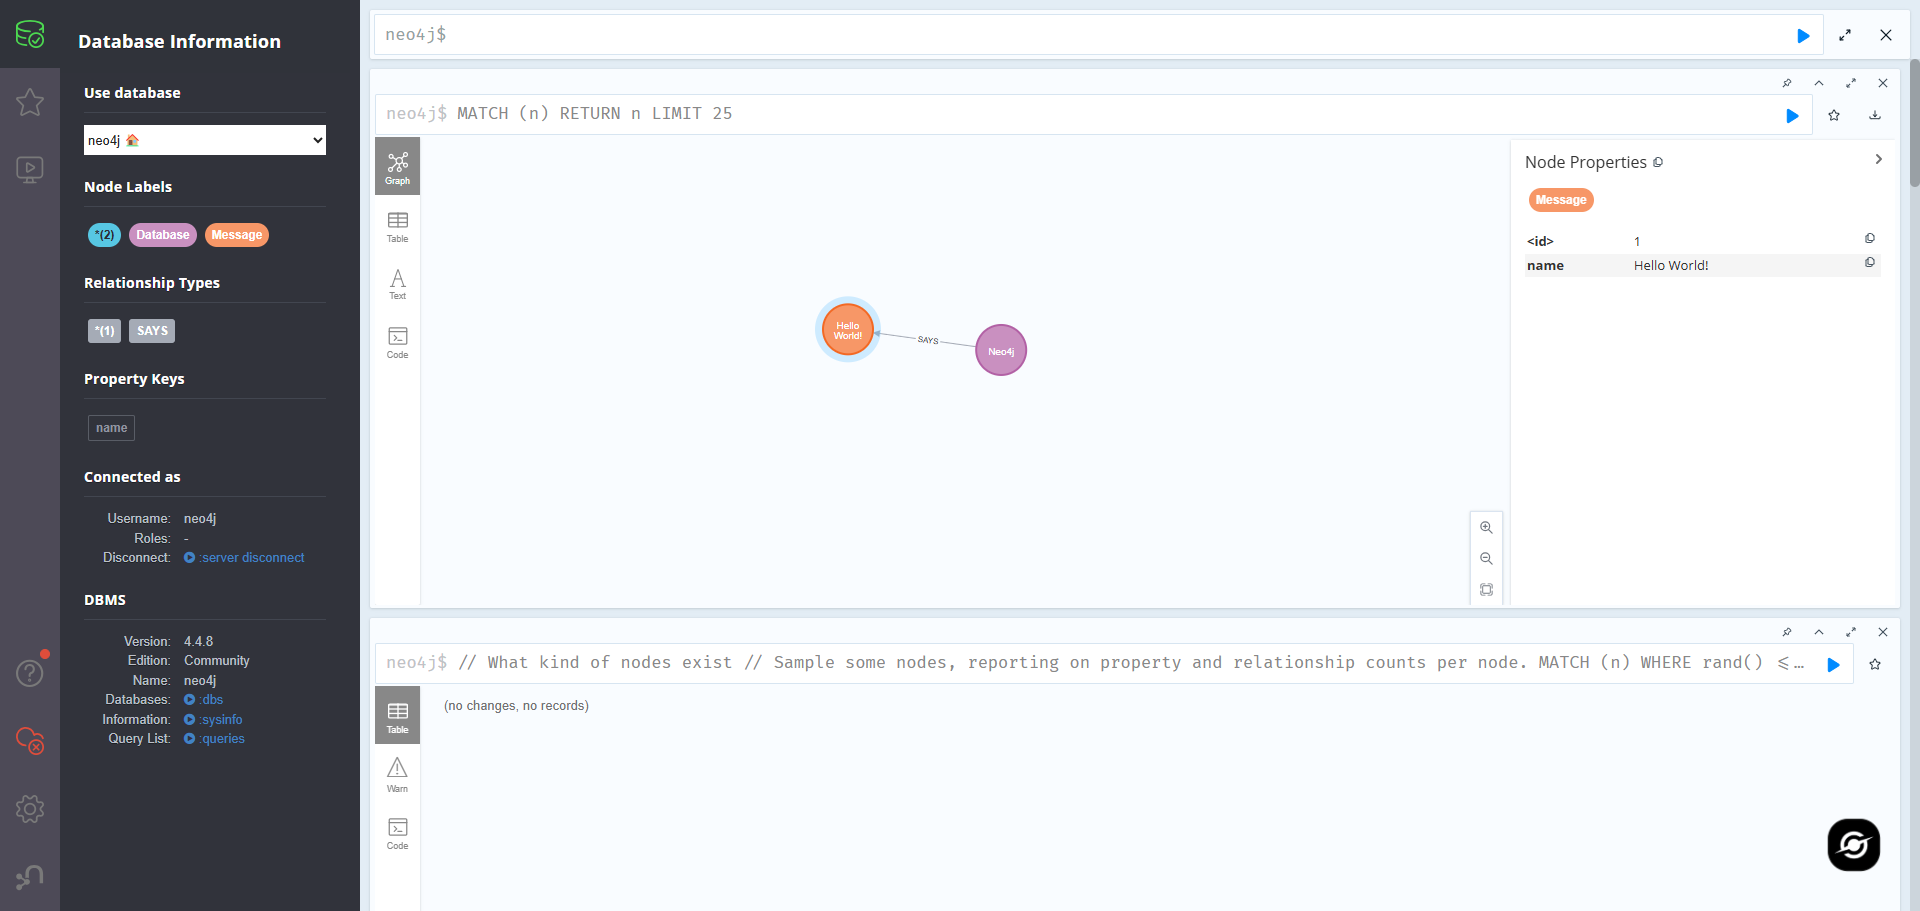 Database Information
Use database
neo4j
Node Labels
*(2) Database Message
Relationship Types
*(1) SAYS
Property Keys
name
Connected as
Username: neo4j
Roles: -
Disconnect: :server disconnect
DBMS
Version: 4.4.8
Edition: Community
Name: neo4j
Databases: :dbs
Information: :sysinfo
Query List: :queries
neo4j$
neo4j$ MATCH (n) RETURN n LIMIT 25
Graph
Table
Text
Code
Hello
World!
SAYS
Neo4j
Node Properties
Message
<id> 1
name Hello World!
neo4j$ // What kind of nodes exist // Sample some nodes, reporting on property and relationship counts per node. MATCH (n) WHERE rand() <=…
Table
Warn
Code
(no changes, no records)